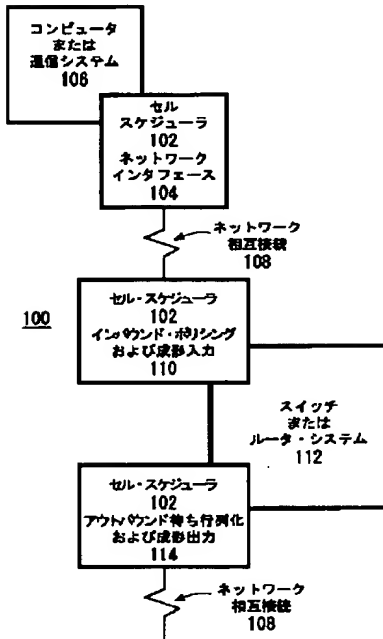 コンピュータ
または
通信システム
106
セル
スケジューラ
102
ネットワーク
インタフェース
104
ネットワーク
相互接続
108
セル・スケジューラ
102
インバウンド・ポリシング
および成形入力
110
100
スイッチ
または
ルータ・システム
112
セル・スケジューラ
102
アウトバウンド待ち行列化
および成形出力
114
ネットワーク
相互接続
108